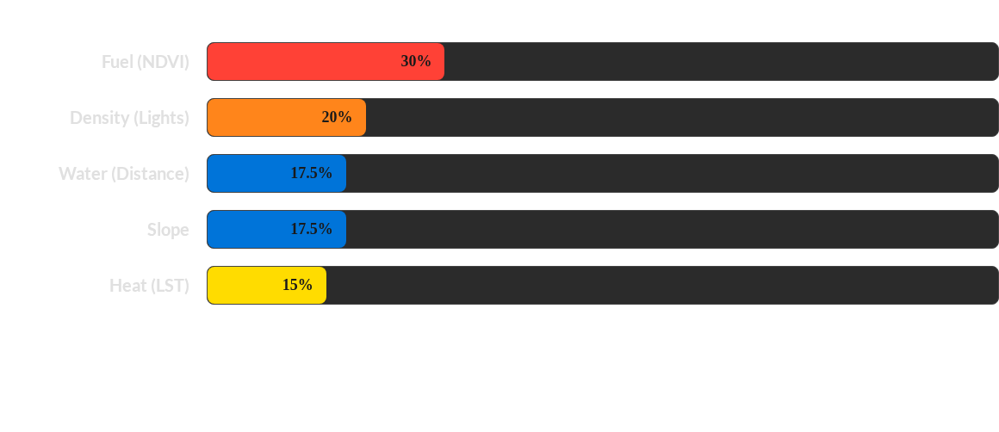 Fuel (NDVI) 30%
Density (Lights) 20%
Water (Distance) 17.5%
Slope 17.5%
Heat (LST) 15%